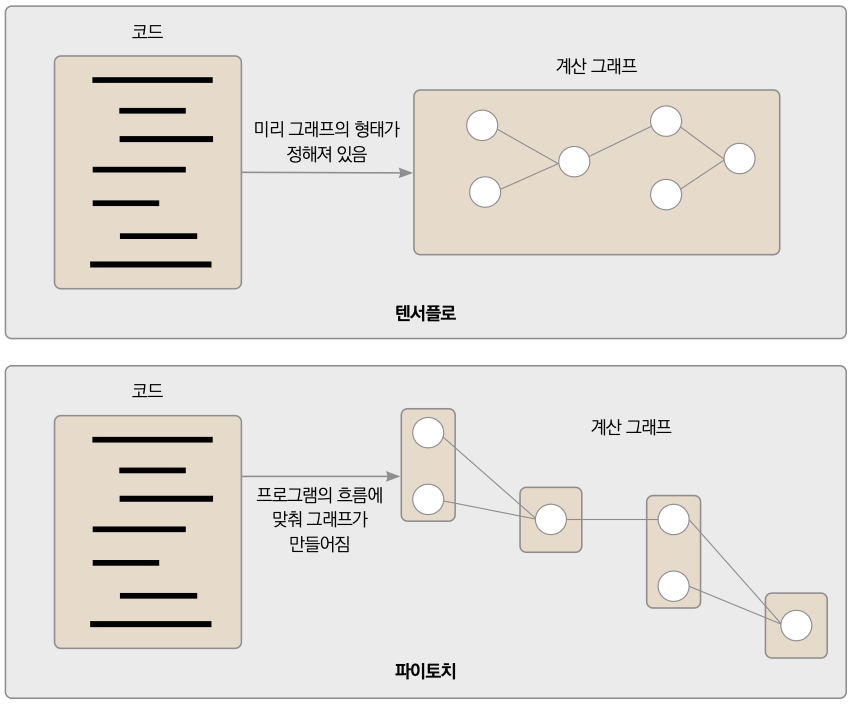 코드
계산 그래프
미리 그래프의 형태가
정해져 있음
텐서플로
코드
계산 그래프
프로그램의 흐름에
맞춰 그래프가
만들어짐
파이토치